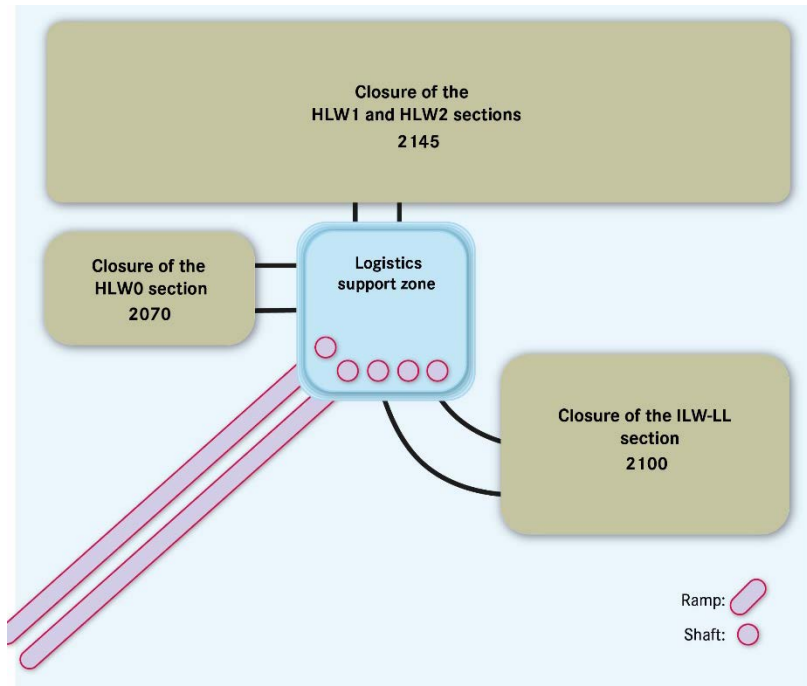 Closure of the
HLW1 and HLW2 sections
2145
Closure of the
HLW0 section
2070
Logistics
support zone
Closure of the ILW-LL
section
2100
Ramp:
Shaft: